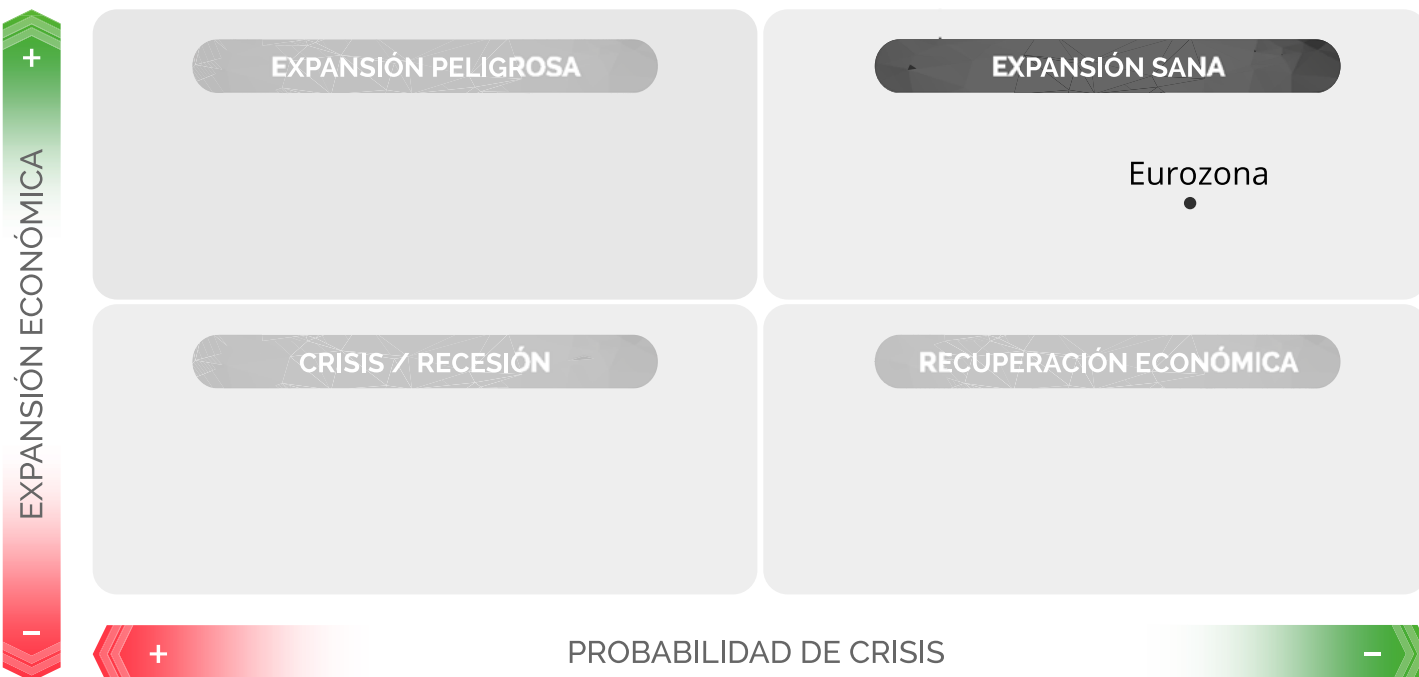 +
EXPANSIÓN PELIGROSA
EXPANSIÓN SANA
EXPANSIÓN ECONÓMICA
Eurozona
CRISIS / RECESIÓN
RECUPERACIÓN ECONÓMICA
−
+
PROBABILIDAD DE CRISIS
−